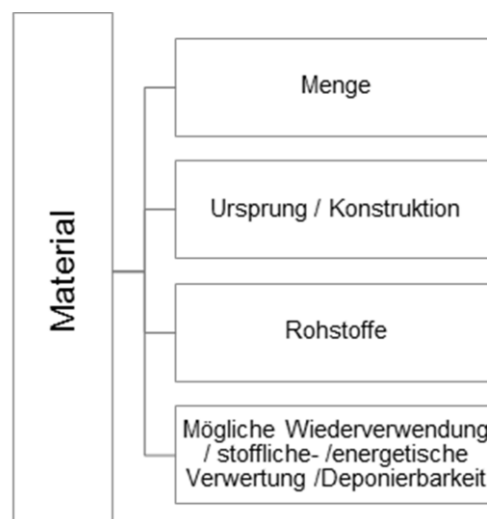 Material
Menge
Ursprung / Konstruktion
Rohstoffe
Mögliche Wiederverwendung
/ stoffliche- /energetische
Verwertung /Deponierbarkeit